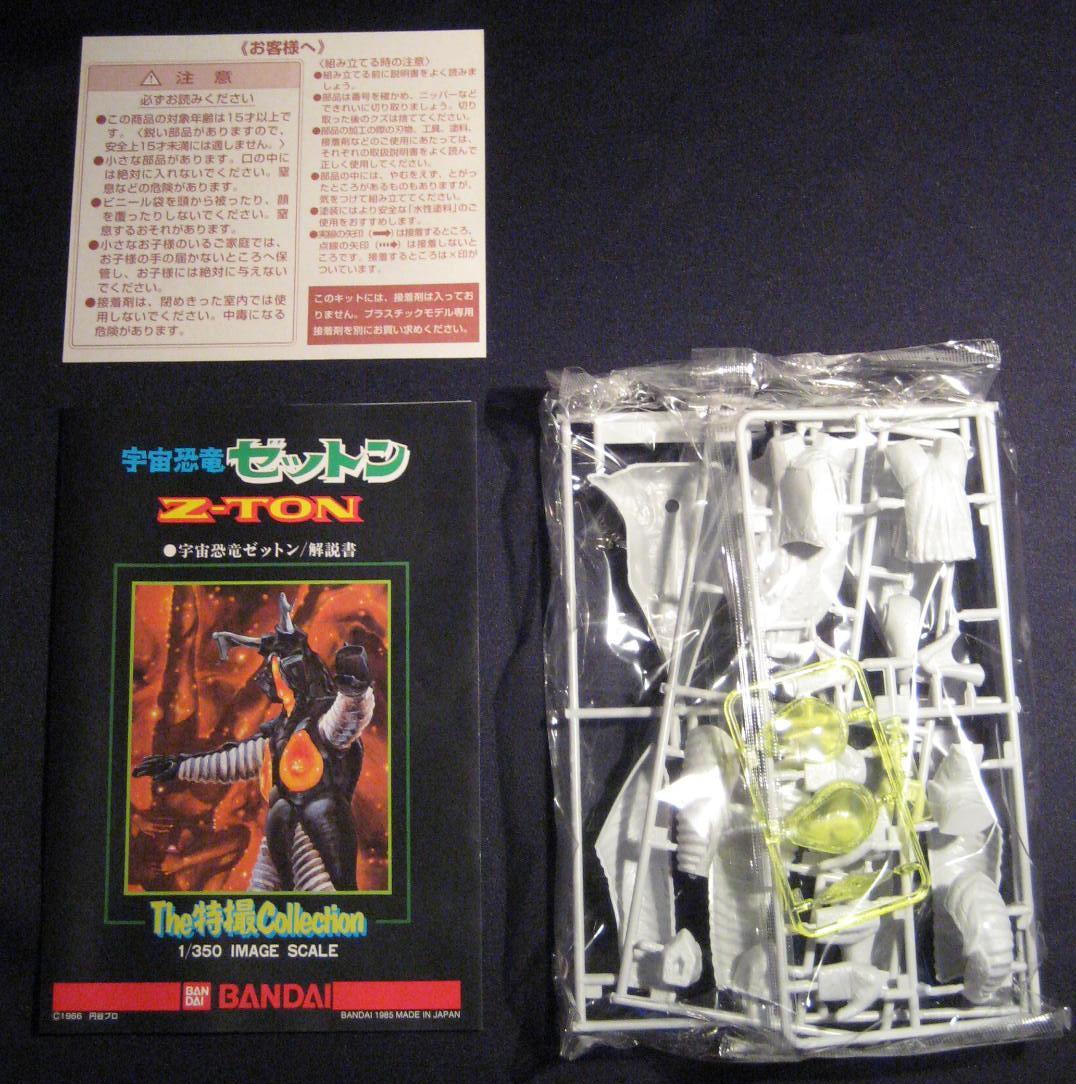 《お客様へ》
⚠ 注意
必ずお読みください
●この商品の対象年齢は15才以上で
す。〈鋭い部品がありますので、
安全上15才未満には適しません。〉
●小さな部品があります。口の中に
は絶対に入れないでください。窒
息などの危険があります。
●ビニール袋を頭から被ったり、顔
を覆ったりしないでください。窒
息するおそれがあります。
●小さなお子様のいるご家庭では、
お子様の手の届かないところへ保
管し、お子様には絶対に与えない
でください。
●接着剤は、閉めきった室内では使
用しないでください。中毒になる
危険があります。
〈組み立てる時の注意〉
●組み立てる前に説明書をよく読みま
しょう。
●部品は番号を確かめ、ニッパーなど
できれいに切り取りましょう。切り
取った後のクズは捨ててください。
●部品の加工の際の刃物、工具、塗料、
接着剤などのご使用にあたっては、
それぞれの取扱説明書をよく読んで
正しく使用してください。
●部品の中には、やむをえず、とがっ
たところがあるものもありますが、
気をつけて組み立ててください。
●塗装にはより安全な「水性塗料」のご
使用をおすすめします。
●実線の矢印(➡)は接着するところ、
点線の矢印(┅▶)は接着しないと
ころです。接着するところは×印が
ついています。
このキットには、接着剤は入ってお
りません。プラスチックモデル専用
接着剤を別にお買い求めください。
宇宙恐竜ゼットン
Z-TON
●宇宙恐竜ゼットン/解説書
The特撮Collection
1/350 IMAGE SCALE
BAN
DAI
BANDAI
C1966 円谷プロ
BANDAI 1985 MADE IN JAPAN